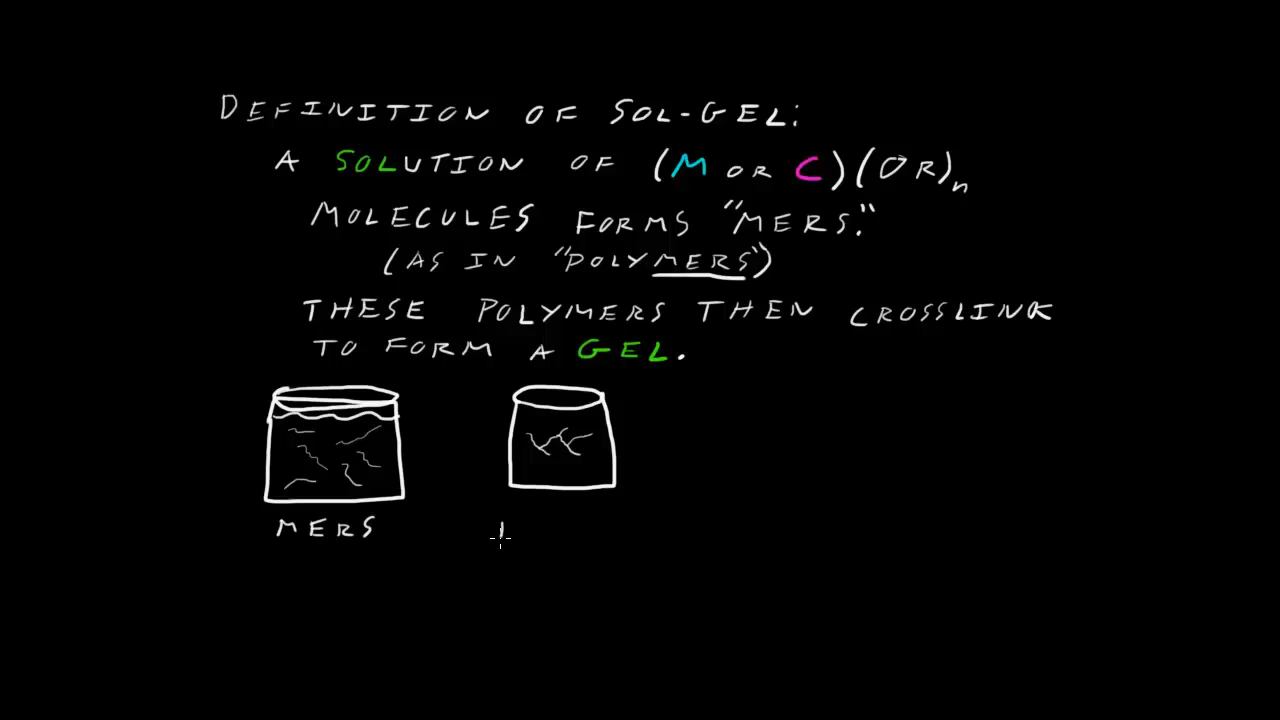 DEFINITION OF SOL-GEL:
A SOLUTION OF (M OR C)(OR)n
MOLECULES FORMS "MERS."
(AS IN "POLYMERS")
THESE POLYMERS THEN CROSSLINK
TO FORM A GEL.
MERS